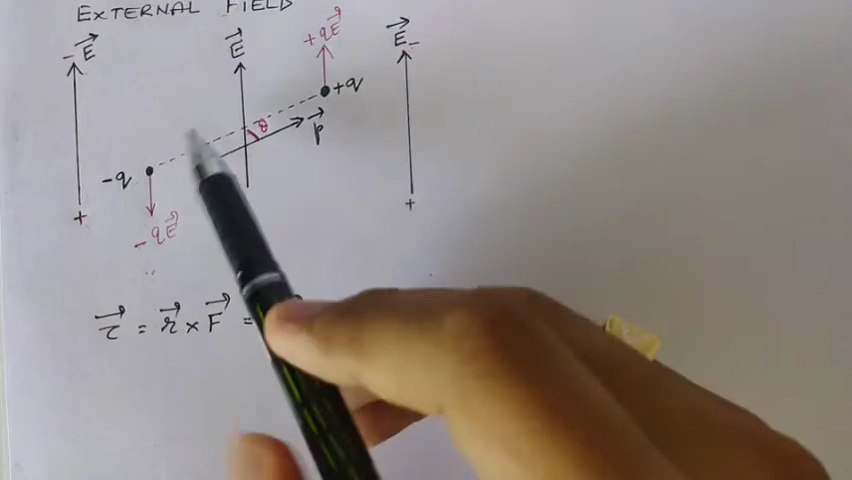 EXTERNAL FIELD
E⃗ E⃗ +qE⃗ E⃗
− −
+q
θ
p⃗
-q
+ +
-qE⃗
τ⃗ = r⃗ × F⃗ =